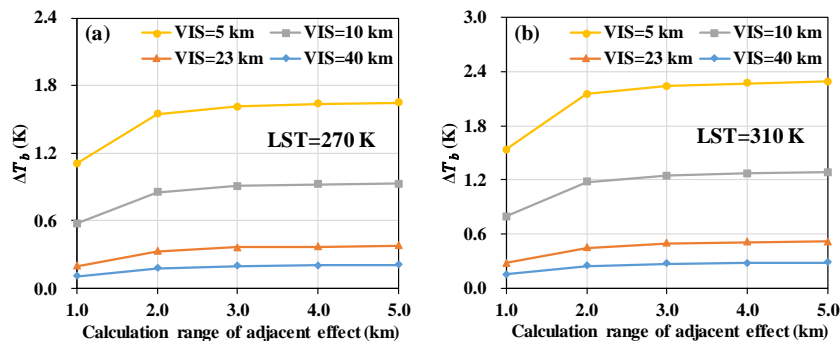 (a)
VIS=5 km
VIS=10 km
VIS=23 km
VIS=40 km
2.4
1.8
1.2
0.6
0.0
ΔT_b (K)
LST=270 K
1.0 2.0 3.0 4.0 5.0
Calculation range of adjacent effect (km)
(b)
VIS=5 km
VIS=10 km
VIS=23 km
VIS=40 km
3.0
2.4
1.8
1.2
0.6
0.0
ΔT_b (K)
LST=310 K
1.0 2.0 3.0 4.0 5.0
Calculation range of adjacent effect (km)